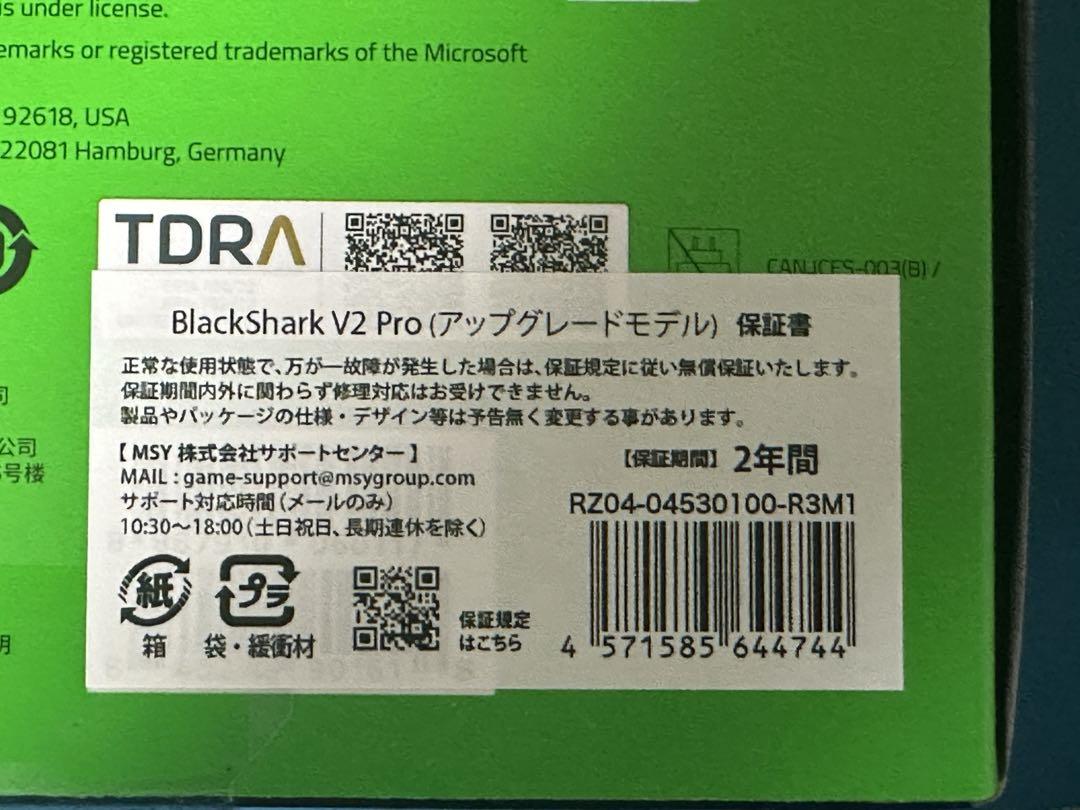 is under license.
emarks or registered trademarks of the Microsoft
92618, USA
22081 Hamburg, Germany
TDRA
CAN ICES-003(B) /
BlackShark V2 Pro (アップグレードモデル) 保証書
正常な使用状態で、万が一故障が発生した場合は、保証規定に従い無償保証いたします。
保証期間内外に関わらず修理対応はお受けできません。
製品やパッケージの仕様・デザイン等は予告無く変更する事があります。
司
公司
号楼
明
【 MSY 株式会社サポートセンター 】
MAIL : game-support@msygroup.com
サポート対応時間（メールのみ）
10:30～18:00（土日祝日、長期連休を除く）
【保証期間】 2年間
RZ04-04530100-R3M1
紙
箱
プラ
袋・緩衝材
保証規定
はこちら
4 571585 644744